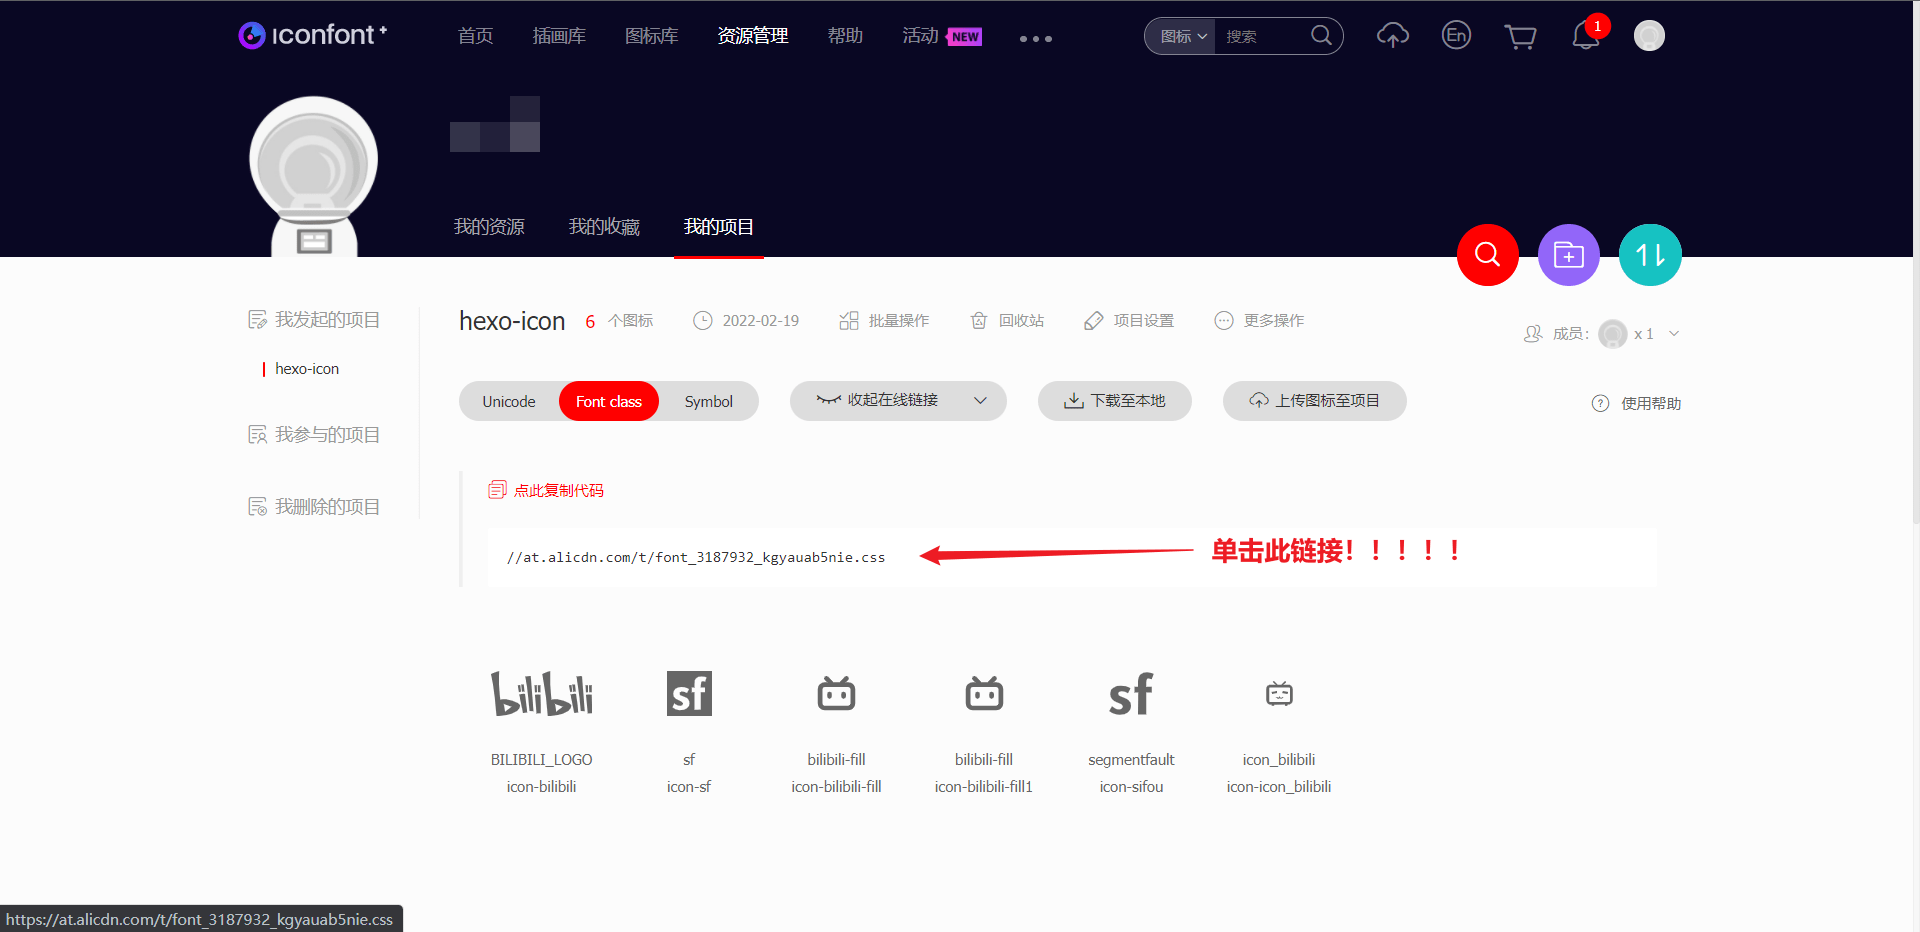 iconfont+ 首页 插画库 图标库 资源管理 帮助 活动 NEW 图标 搜索 En 1
我的资源 我的收藏 我的项目
我发起的项目
hexo-icon
我参与的项目
我删除的项目
hexo-icon 6 个图标 2022-02-19 批量操作 回收站 项目设置 更多操作
成员: x 1
Unicode Font class Symbol 收起在线链接 下载至本地 上传图标至项目 使用帮助
点此复制代码
//at.alicdn.com/t/font_3187932_kgyauab5nie.css
单击此链接！！！！！
bilibili sf sf
BILIBILI_LOGO sf bilibili-fill bilibili-fill segmentfault icon_bilibili
icon-bilibili icon-sf icon-bilibili-fill icon-bilibili-fill1 icon-sifou icon-icon_bilibili
https://at.alicdn.com/t/font_3187932_kgyauab5nie.css